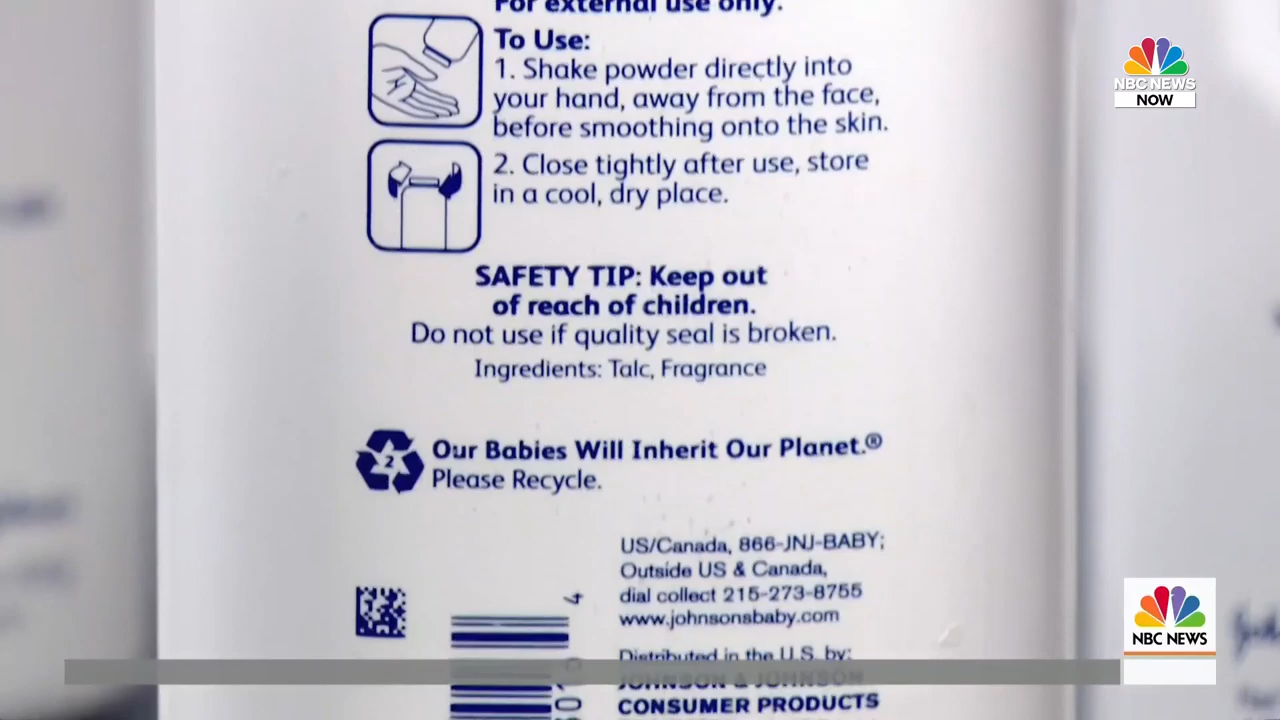 For external use only.
To Use:
1. Shake powder directly into
your hand, away from the face,
before smoothing onto the skin.
2. Close tightly after use, store
in a cool, dry place.
SAFETY TIP: Keep out
of reach of children.
Do not use if quality seal is broken.
Ingredients: Talc, Fragrance
2
Our Babies Will Inherit Our Planet.®
Please Recycle.
US/Canada, 866-JNJ-BABY;
Outside US & Canada,
dial collect 215-273-8755
www.johnsonsbaby.com
Distributed in the U.S. by:
JOHNSON & JOHNSON
CONSUMER PRODUCTS
NBC NEWS
NOW
NBC NEWS